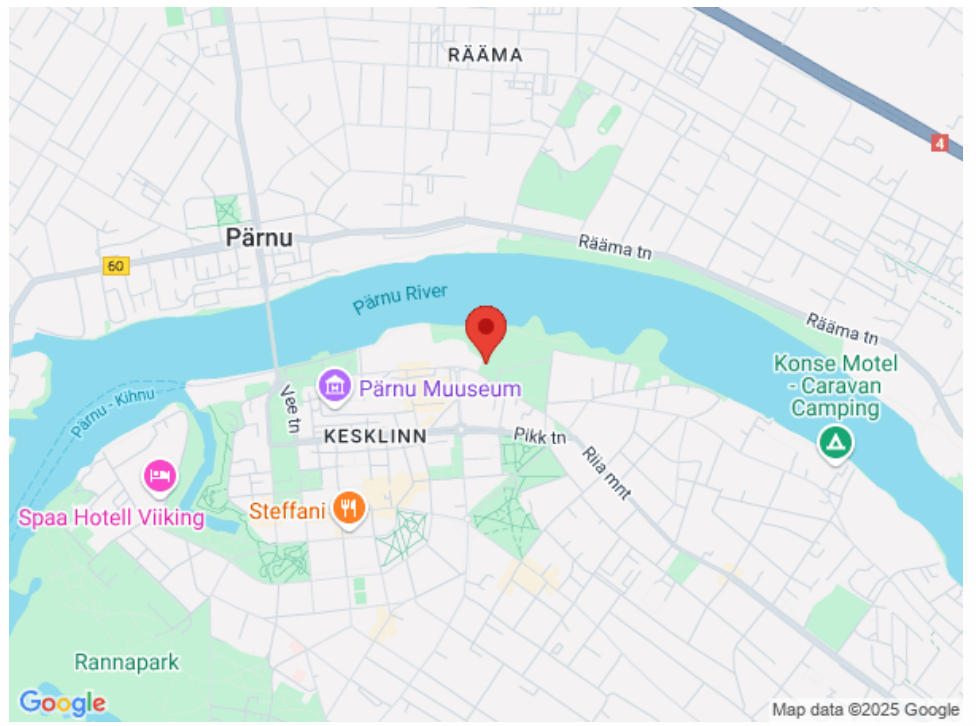 RÄÄMA
4
Pärnu
Rääma tn
60
Pärnu River
Rääma tn
Konse Motel
- Caravan
Camping
Pärnu - Kihnu
Vee tn
Pärnu Muuseum
KESKLINN
Pikk tn
Riia mnt
Spaa Hotell Viiking
Steffani
Rannapark
Google
Map data ©2025 Google